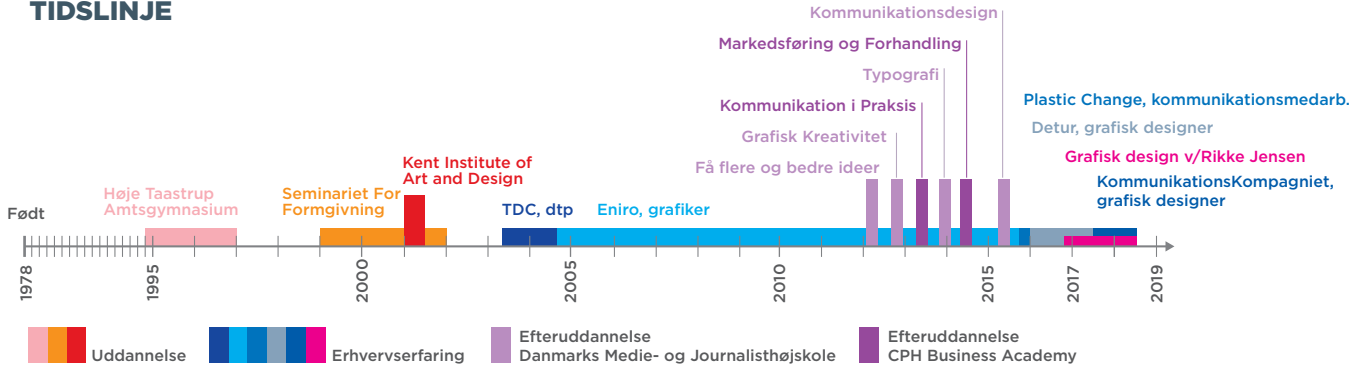 TIDSLINJE
Kommunikationsdesign
Markedsføring og Forhandling
Typografi
Kommunikation i Praksis
Grafisk Kreativitet
Få flere og bedre ideer
Plastic Change, kommunikationsmedarb.
Detur, grafisk designer
Grafisk design v/Rikke Jensen
KommunikationsKompagniet,
grafisk designer
Født
Høje Taastrup
Amtsgymnasium
Seminariet For
Formgivning
Kent Institute of
Art and Design
TDC, dtp
Eniro, grafiker
1978
1995
2000
2005
2010
2015
2017
2019
Uddannelse
Erhvervserfaring
Efteruddannelse
Danmarks Medie- og Journalisthøjskole
Efteruddannelse
CPH Business Academy